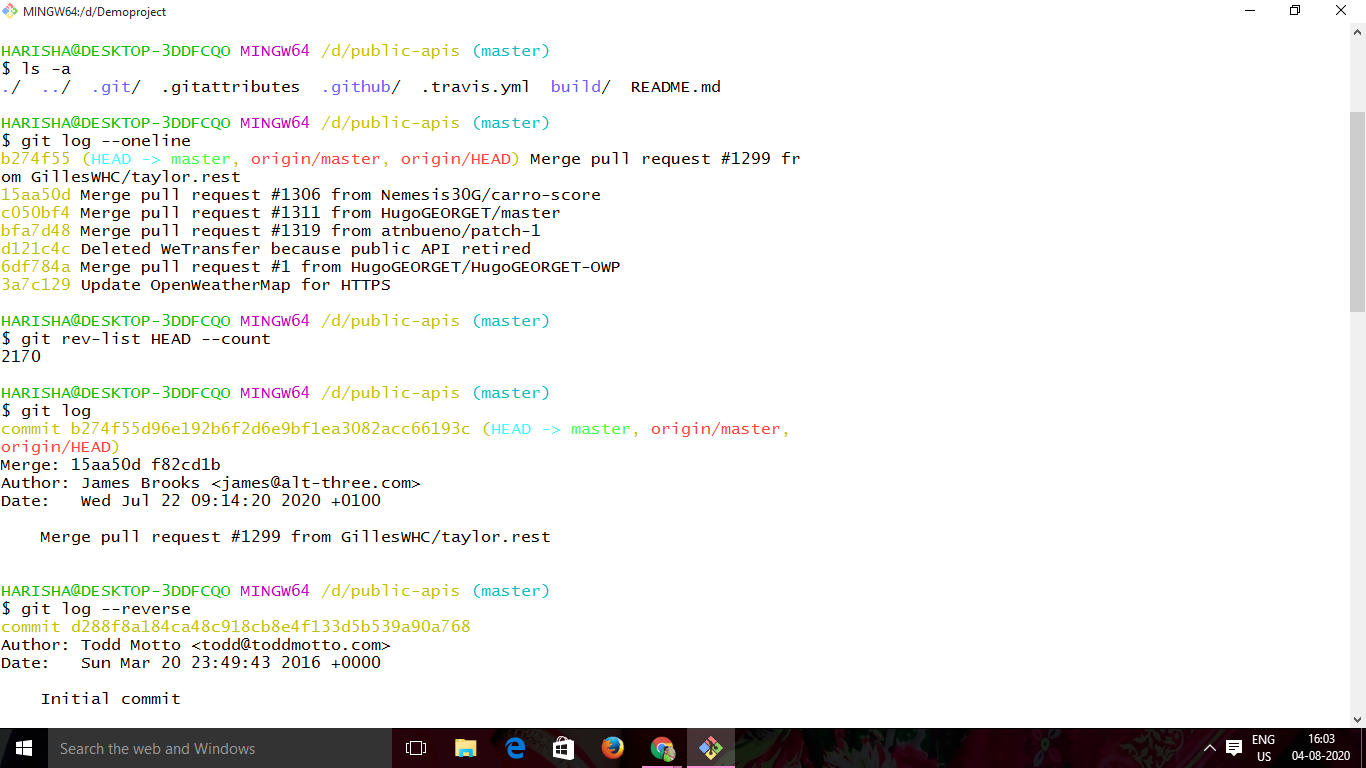 MINGW64:/d/Demoproject
HARISHA@DESKTOP-3DDFCQO MINGW64 /d/public-apis (master)
$ ls -a
./ ../ .git/ .gitattributes .github/ .travis.yml build/ README.md
HARISHA@DESKTOP-3DDFCQO MINGW64 /d/public-apis (master)
$ git log --oneline
b274f55 (HEAD -> master, origin/master, origin/HEAD) Merge pull request #1299 fr
om GillesWHC/taylor.rest
15aa50d Merge pull request #1306 from Nemesis30G/carro-score
c050bf4 Merge pull request #1311 from HugoGEORGET/master
bfa7d48 Merge pull request #1319 from atnbueno/patch-1
d121c4c Deleted WeTransfer because public API retired
6df784a Merge pull request #1 from HugoGEORGET/HugoGEORGET-OWP
3a7c129 Update OpenWeatherMap for HTTPS
HARISHA@DESKTOP-3DDFCQO MINGW64 /d/public-apis (master)
$ git rev-list HEAD --count
2170
HARISHA@DESKTOP-3DDFCQO MINGW64 /d/public-apis (master)
$ git log
commit b274f55d96e192b6f2d6e9bf1ea3082acc66193c (HEAD -> master, origin/master,
origin/HEAD)
Merge: 15aa50d f82cd1b
Author: James Brooks <james@alt-three.com>
Date:   Wed Jul 22 09:14:20 2020 +0100
Merge pull request #1299 from GillesWHC/taylor.rest
HARISHA@DESKTOP-3DDFCQO MINGW64 /d/public-apis (master)
$ git log --reverse
commit d288f8a184ca48c918cb8e4f133d5b539a90a768
Author: Todd Motto <todd@toddmotto.com>
Date:   Sun Mar 20 23:49:43 2016 +0000
Initial commit
Search the web and Windows
ENG
US
16:03
04-08-2020